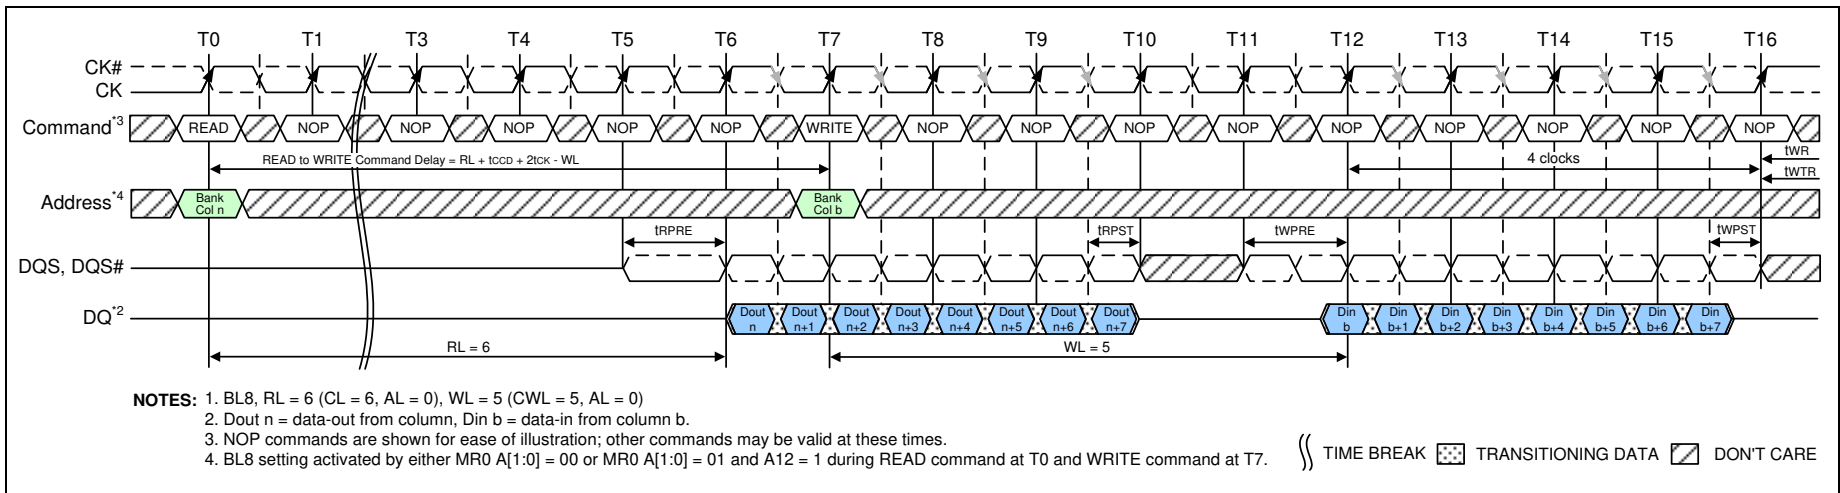 T0 T1 T3 T4 T5 T6 T7 T8 T9 T10 T11 T12 T13 T14 T15 T16
CK#
CK
Command*3 READ NOP NOP NOP NOP NOP WRITE NOP NOP NOP NOP NOP NOP NOP NOP NOP
READ to WRITE Command Delay = RL + tCCD + 2tCK - WL
4 clocks
tWR
tWTR
Address*4
Bank
Col n
Bank
Col b
tRPRE tRPST tWPRE tWPST
DQS, DQS#
DQ*2
Dout Dout Dout Dout Dout Dout Dout Dout Din Din Din Din Din Din Din Din
n n+1 n+2 n+3 n+4 n+5 n+6 n+7 b b+1 b+2 b+3 b+4 b+5 b+6 b+7
RL = 6 WL = 5
NOTES: 1. BL8, RL = 6 (CL = 6, AL = 0), WL = 5 (CWL = 5, AL = 0)
2. Dout n = data-out from column, Din b = data-in from column b.
3. NOP commands are shown for ease of illustration; other commands may be valid at these times.
4. BL8 setting activated by either MR0 A[1:0] = 00 or MR0 A[1:0] = 01 and A12 = 1 during READ command at T0 and WRITE command at T7.
TIME BREAK TRANSITIONING DATA DON'T CARE